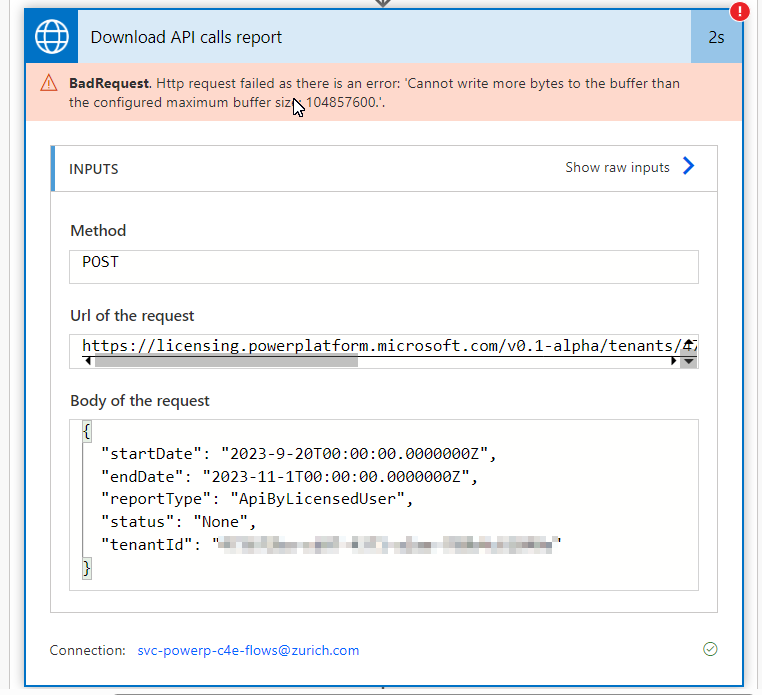 Download API calls report
2s
!
BadRequest. Http request failed as there is an error: 'Cannot write more bytes to the buffer than
the configured maximum buffer size: 104857600.'.
INPUTS
Show raw inputs
Method
POST
Url of the request
https://licensing.powerplatform.microsoft.com/v0.1-alpha/tenants/47
Body of the request
{
"startDate": "2023-9-20T00:00:00.0000000Z",
"endDate": "2023-11-1T00:00:00.0000000Z",
"reportType": "ApiByLicensedUser",
"status": "None",
"tenantId": " "
}
Connection: svc-powerp-c4e-flows@zurich.com